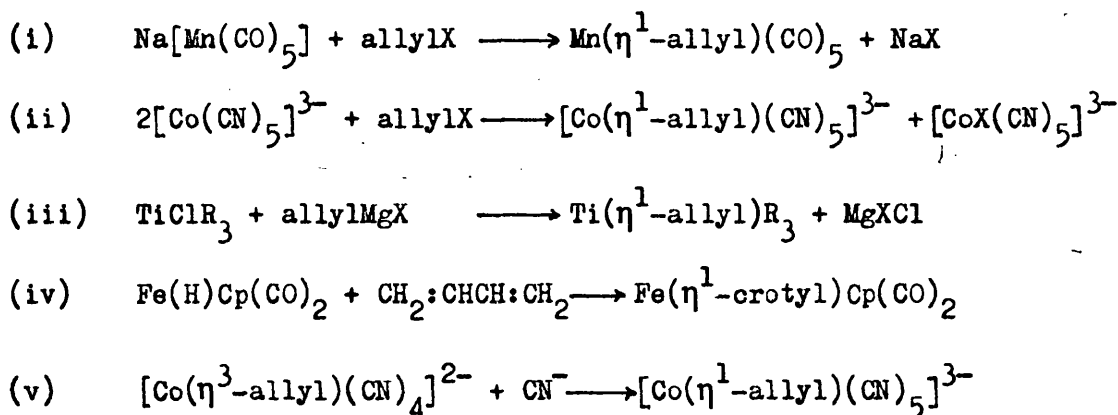 (i) Na[Mn(CO)₅] + allylX ⟶ Mn(η¹-allyl)(CO)₅ + NaX
(ii) 2[Co(CN)₅]³⁻ + allylX ⟶ [Co(η¹-allyl)(CN)₅]³⁻ + [CoX(CN)₅]³⁻
(iii) TiClR₃ + allylMgX ⟶ Ti(η¹-allyl)R₃ + MgXCl
(iv) Fe(H)Cp(CO)₂ + CH₂:CHCH:CH₂ ⟶ Fe(η¹-crotyl)Cp(CO)₂
(v) [Co(η³-allyl)(CN)₄]²⁻ + CN⁻ ⟶ [Co(η¹-allyl)(CN)₅]³⁻